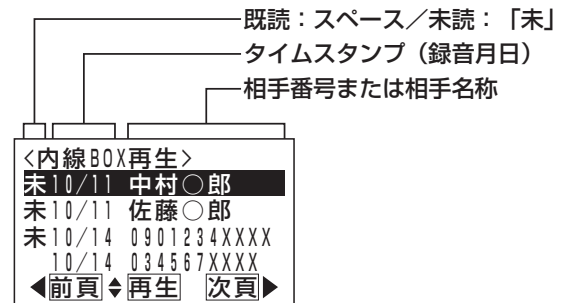 既読：スペース／未読：「未」
タイムスタンプ（録音月日）
相手番号または相手名称
<内線BOX再生>
未10/11 中村○郎
未10/11 佐藤○郎
未10/14 0901234XXXX
10/14 034567XXXX
◀前頁◆再生 次頁▶